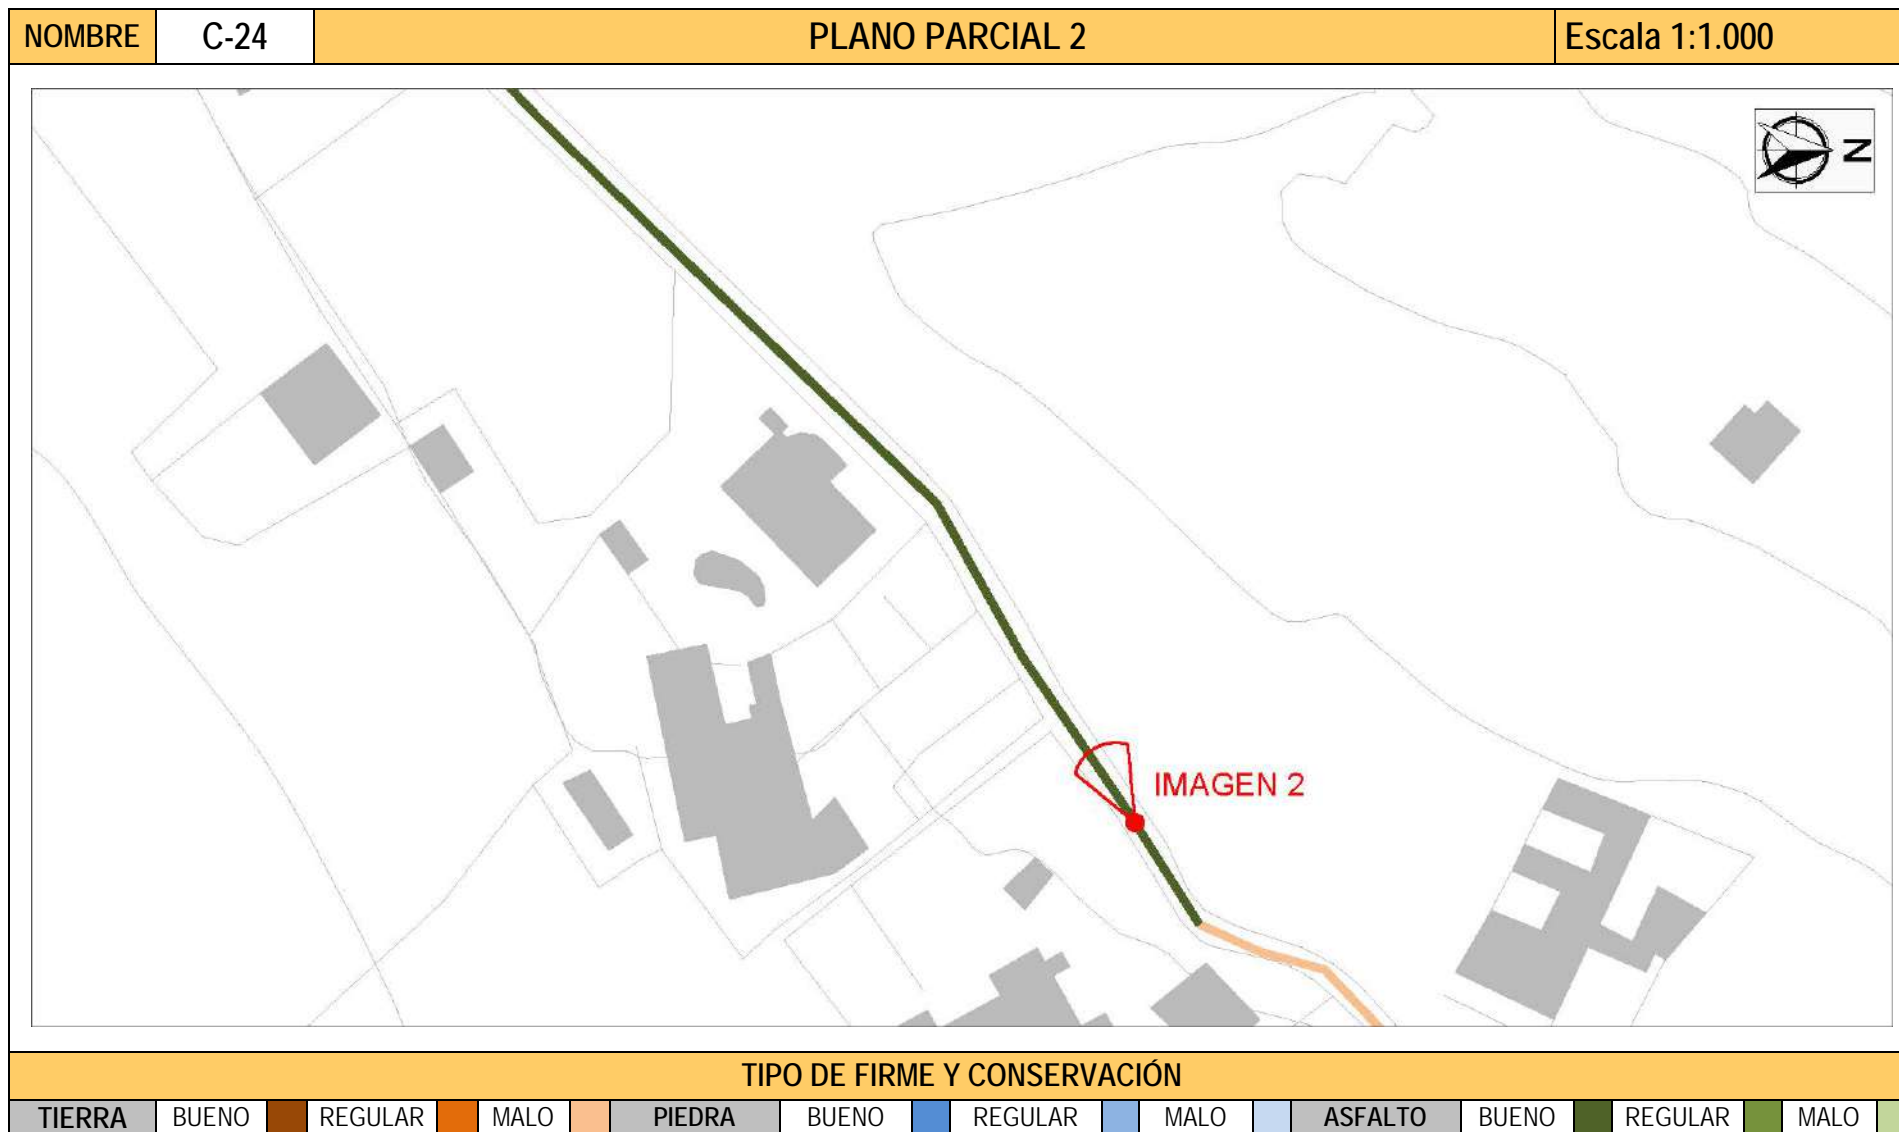 NOMBRE C-24 PLANO PARCIAL 2 Escala 1:1.000
N
IMAGEN 2
TIPO DE FIRME Y CONSERVACIÓN
TIERRA BUENO REGULAR MALO PIEDRA BUENO REGULAR MALO ASFALTO BUENO REGULAR MALO